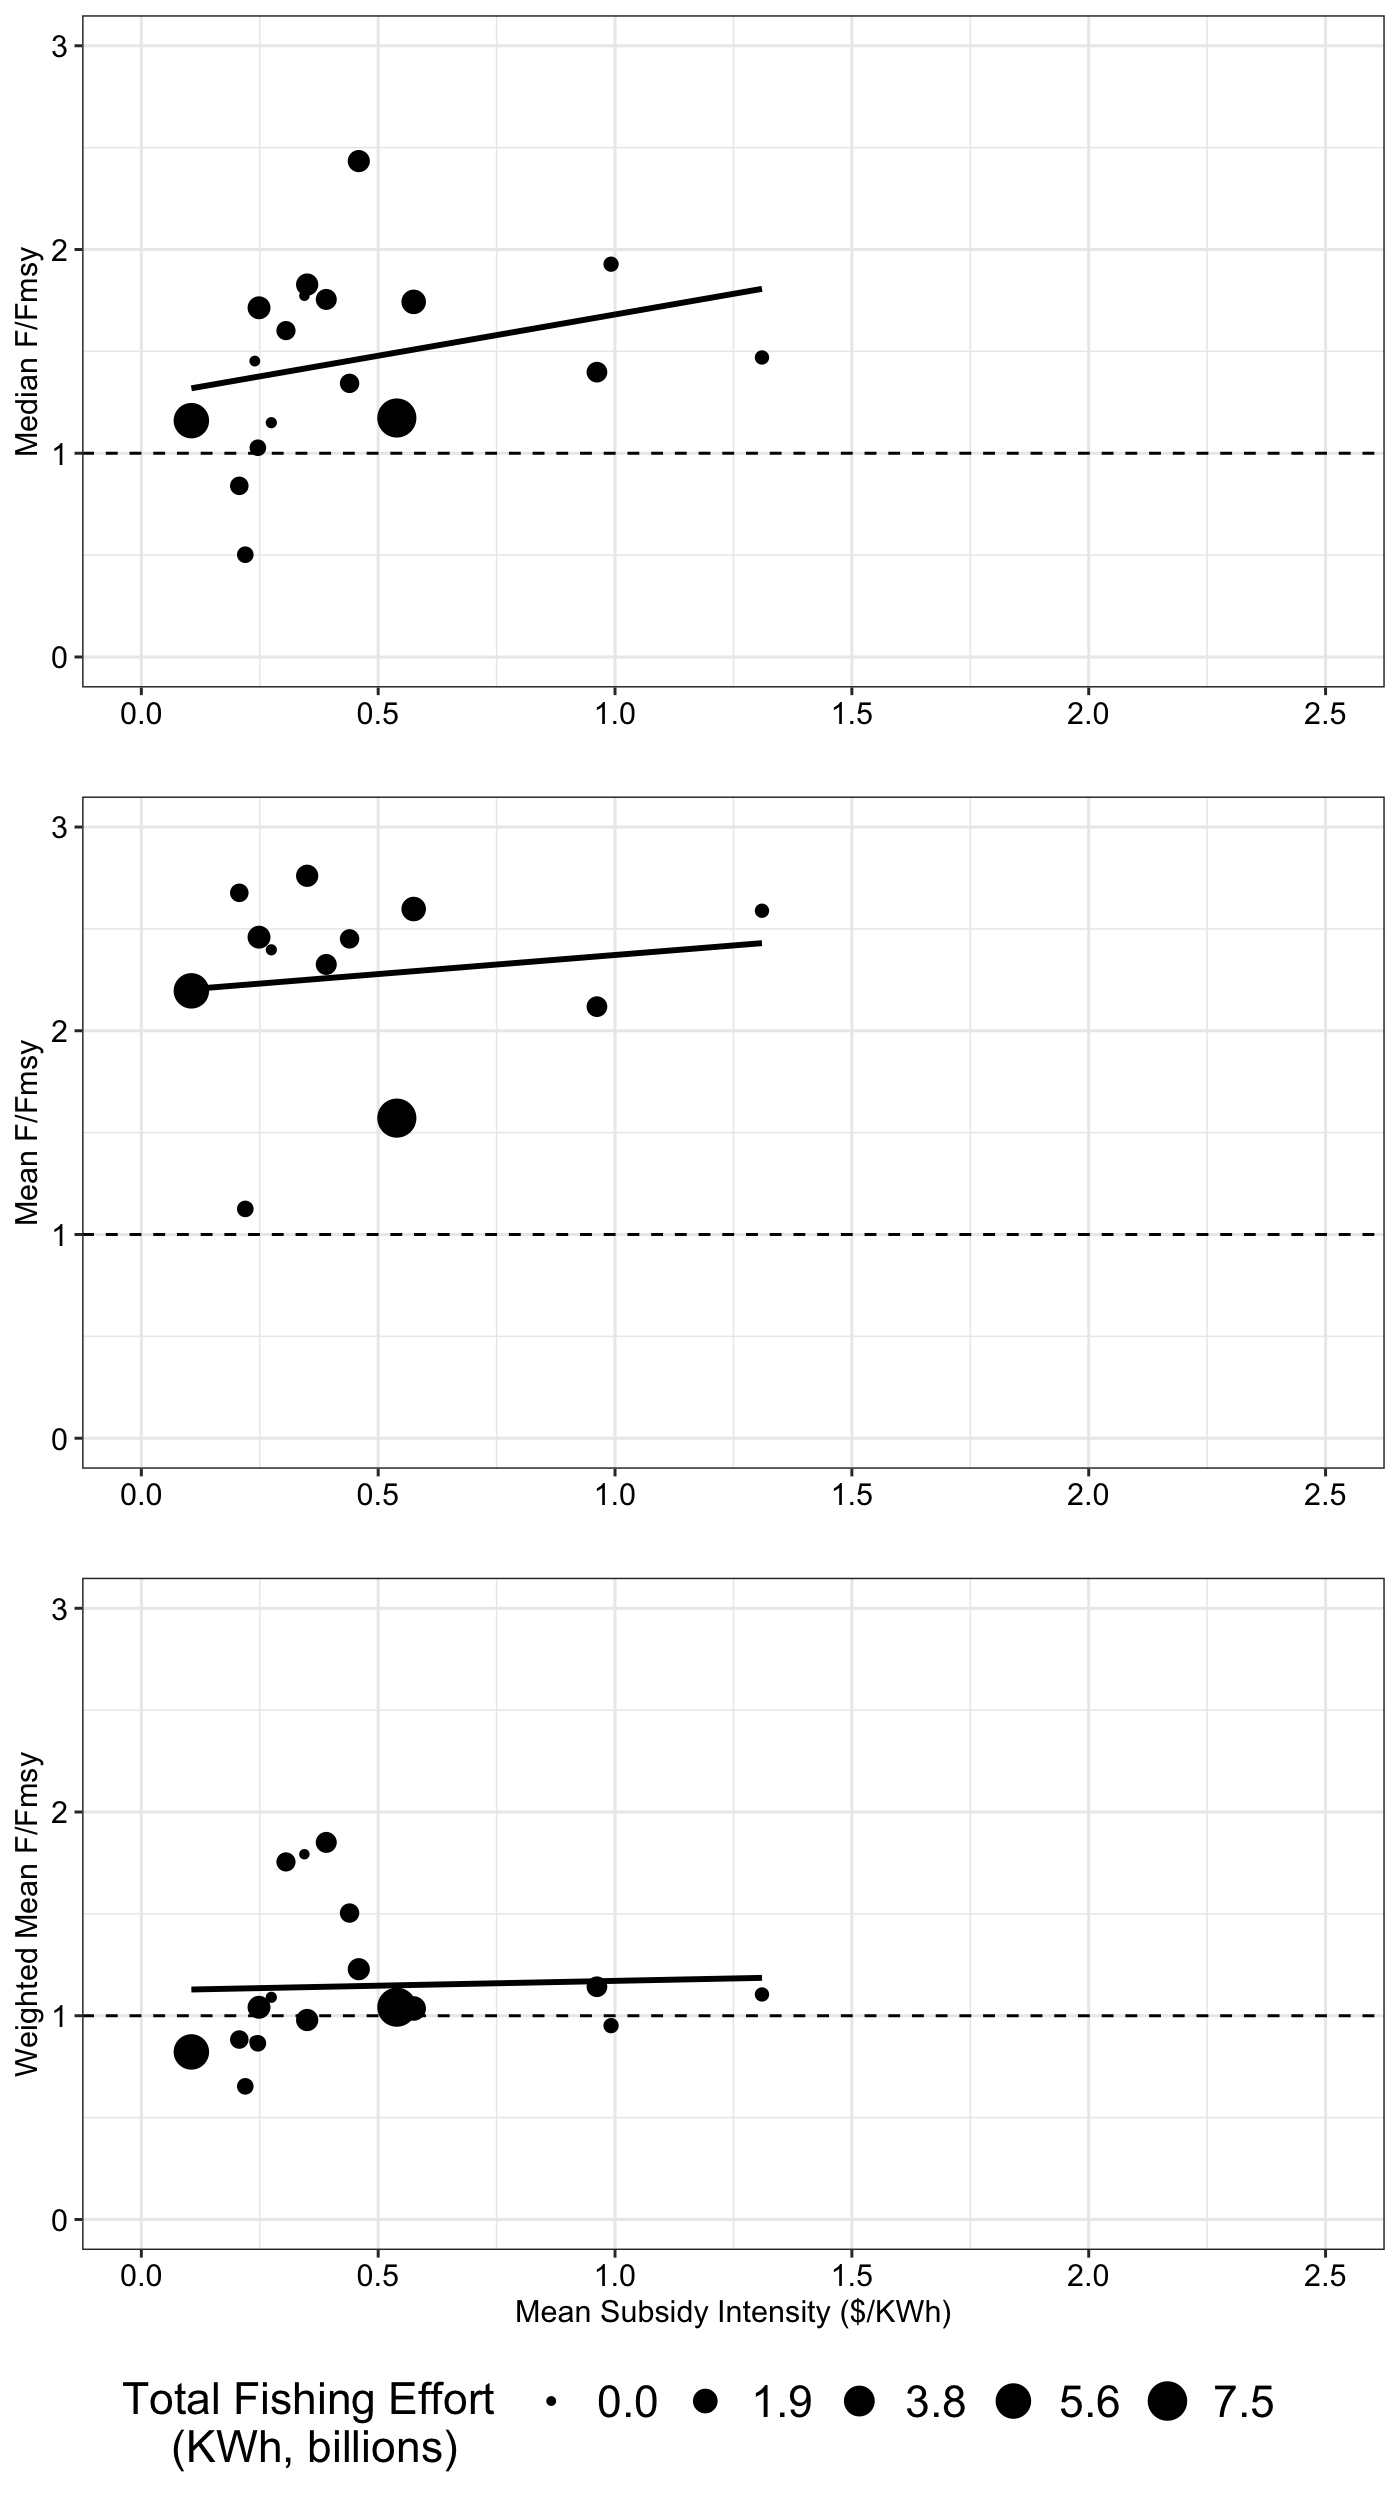 3
2
1
0
Median F/Fmsy
0.0 0.5 1.0 1.5 2.0 2.5
3
2
1
0
Mean F/Fmsy
0.0 0.5 1.0 1.5 2.0 2.5
3
2
1
0
Weighted Mean F/Fmsy
0.0 0.5 1.0 1.5 2.0 2.5
Mean Subsidy Intensity ($/KWh)
Total Fishing Effort
(KWh, billions)
0.0 1.9 3.8 5.6 7.5